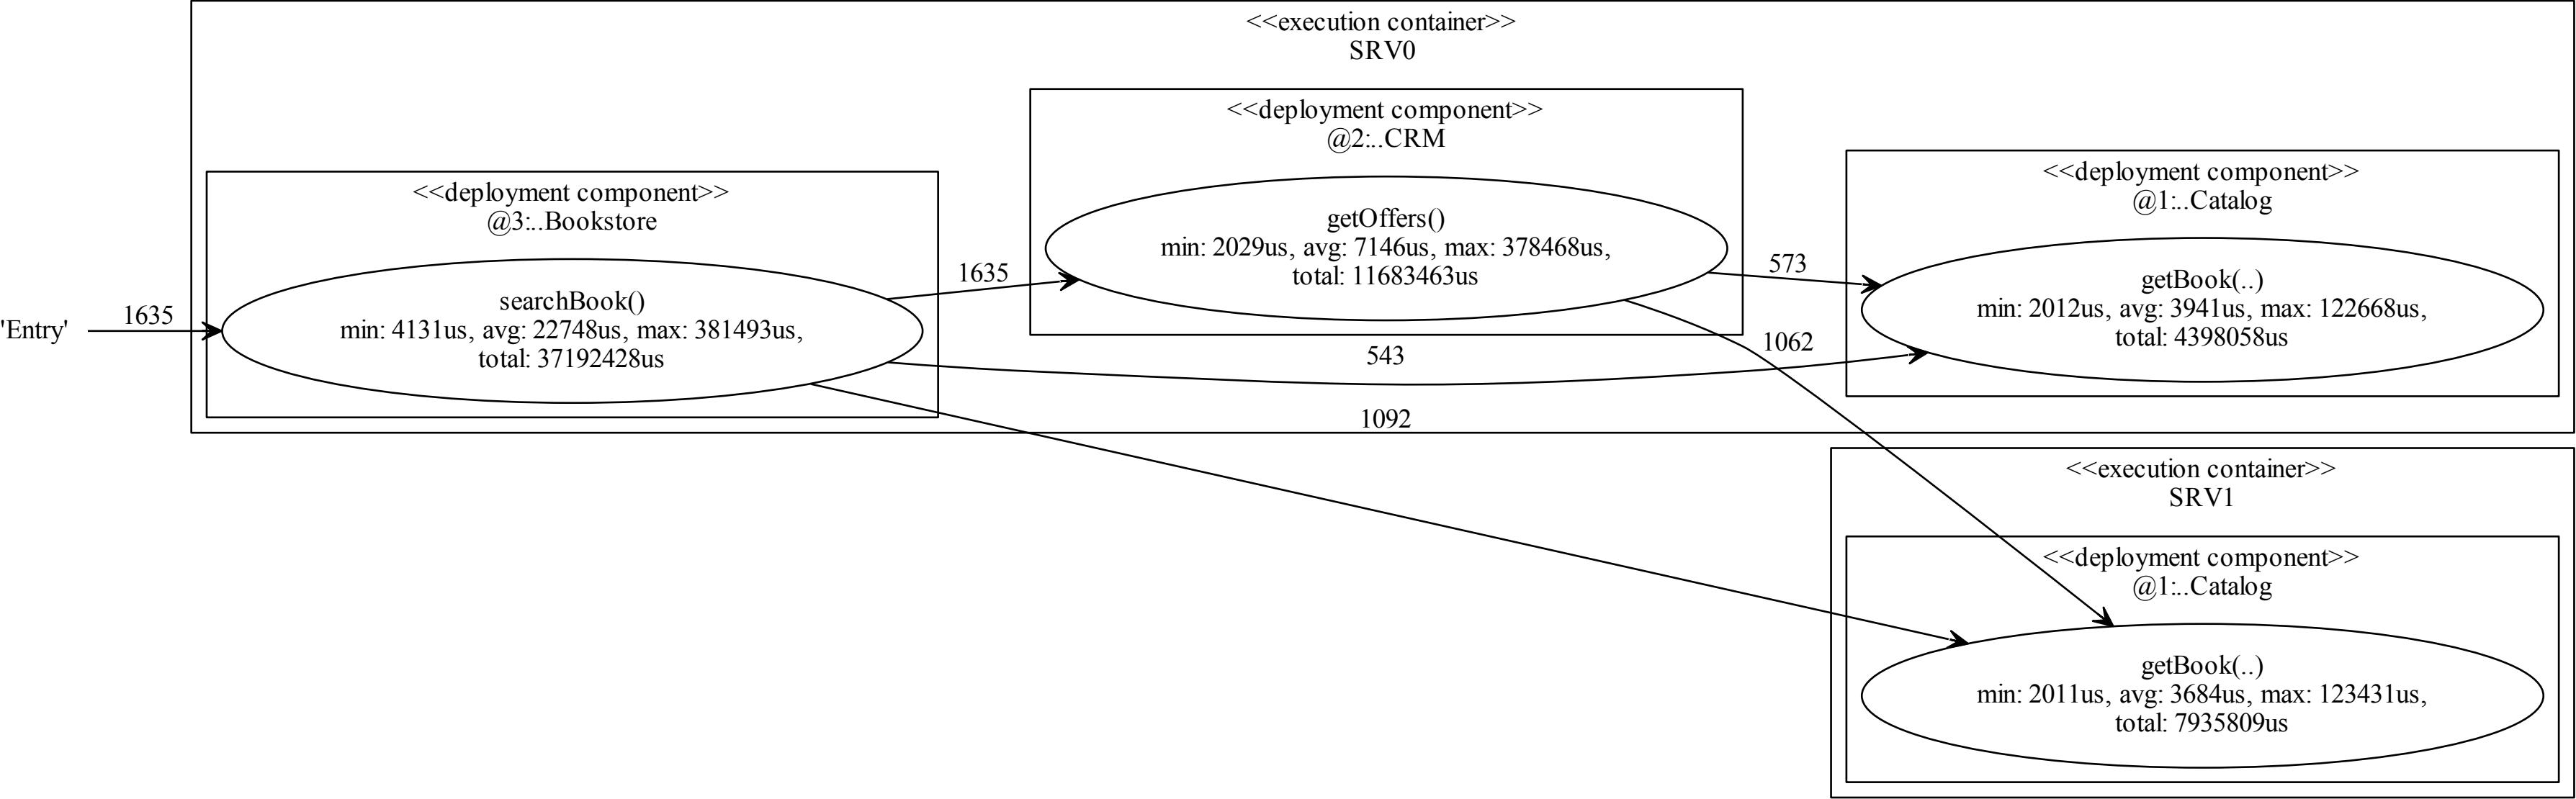 <<execution container>>
SRV0
<<deployment component>>
@2:..CRM
<<deployment component>>
@1:..Catalog
<<deployment component>>
@3:..Bookstore
getOffers()
min: 2029us, avg: 7146us, max: 378468us,
total: 11683463us
1635
573
getBook(..)
min: 2012us, avg: 3941us, max: 122668us,
total: 4398058us
'Entry'
1635
searchBook()
min: 4131us, avg: 22748us, max: 381493us,
total: 37192428us
1062
543
1092
<<execution container>>
SRV1
<<deployment component>>
@1:..Catalog
getBook(..)
min: 2011us, avg: 3684us, max: 123431us,
total: 7935809us